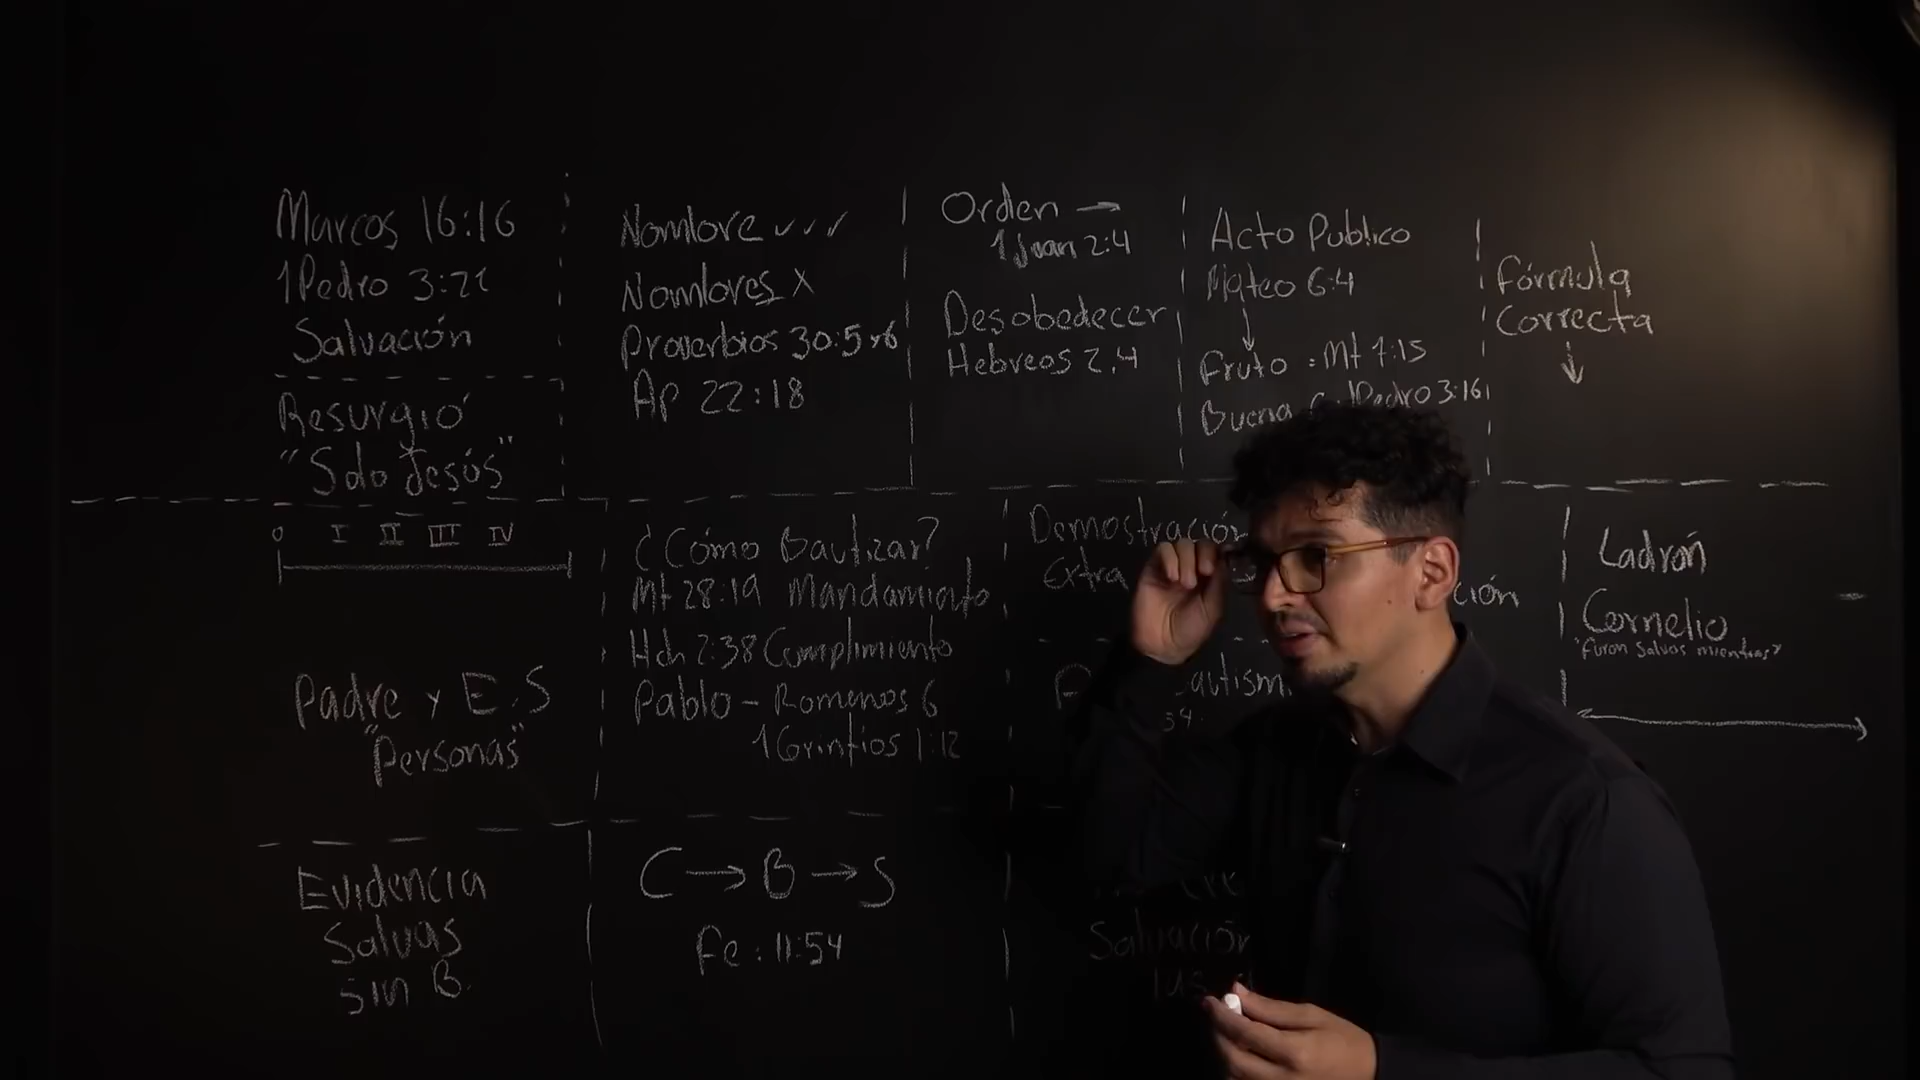 Marcos 16:16
1Pedro 3:21
Salvación
Resurgió
"Solo Jesús"
Nombre ✓✓✓
Nombres X
Proverbios 30:5y6
Ap 22:18
Orden →
1Juan 2:4
Desobedecer
Hebreos 2:4
Acto Publico
Mateo 6:4
↓
Fruto : Mt 7:15
Buena 1Pedro 3:16
Fórmula
Correcta
↓
0 I II III IV
Padre y E.S
"Personas"
¿Cómo Bautizar?
Mt 28:19 Mandamiento
Hch 2:38 Cumplimiento
Pablo - Romanos 6
1Corintios 1:12
Demostración
Extra
ción
Ladrón
Cornelio
"Furon Salvos mientras"
Evidencia
Salvas
sin B.
C → B → S
Fe : 11:54
Salvación